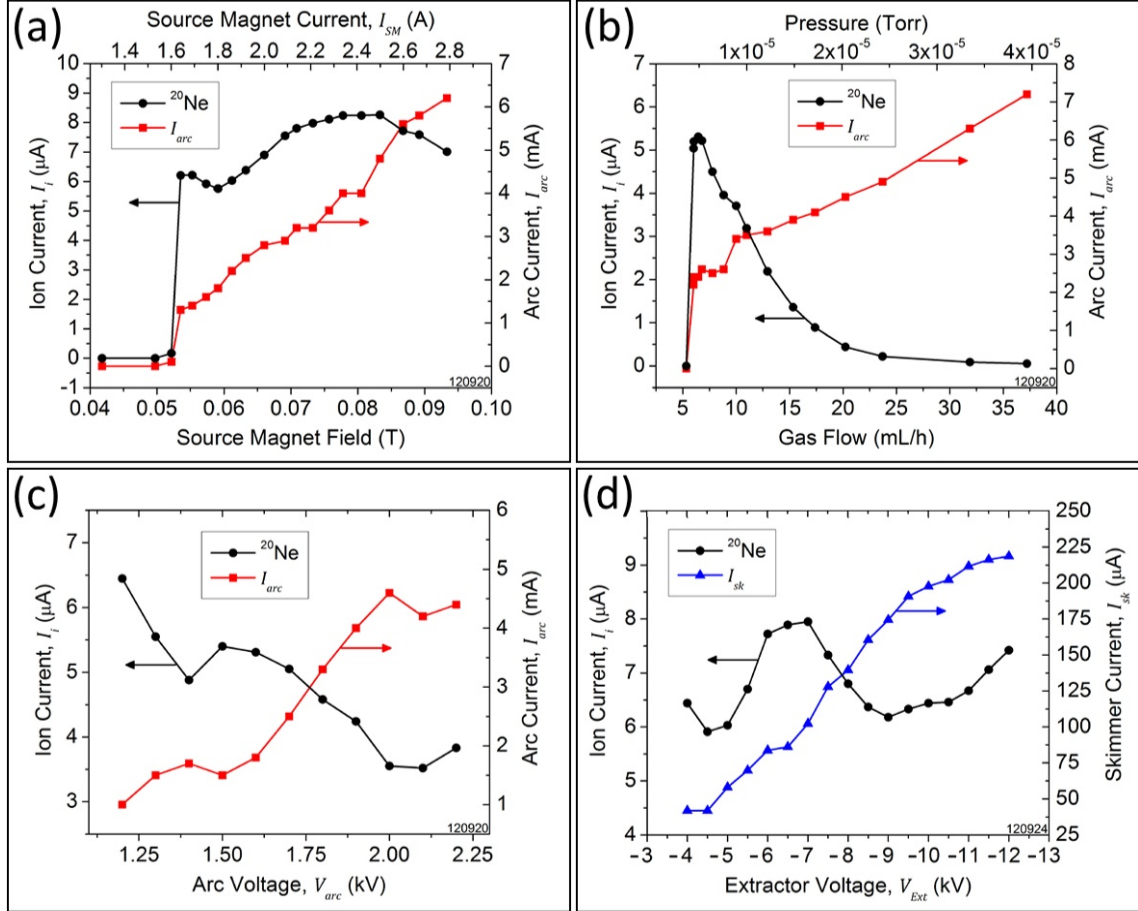 (a)
Source Magnet Current, I_SM (A)
1.4 1.6 1.8 2.0 2.2 2.4 2.6 2.8
10
9
8
7
6
5
4
3
2
1
0
-1
Ion Current, I_i (μA)
20Ne
I_arc
7
6
5
4
3
2
1
0
Arc Current, I_arc (mA)
120920
0.04 0.05 0.06 0.07 0.08 0.09 0.10
Source Magnet Field (T)
(b)
Pressure (Torr)
1×10-5 2×10-5 3×10-5 4×10-5
7
6
5
4
3
2
1
0
Ion Current, I_i (μA)
20Ne
I_arc
8
7
6
5
4
3
2
1
0
Arc Current, I_arc (mA)
120920
5 10 15 20 25 30 35 40
Gas Flow (mL/h)
(c)
7
6
5
4
3
Ion Current, I_i (μA)
20Ne
I_arc
6
5
4
3
2
1
Arc Current, I_arc (mA)
120920
1.25 1.50 1.75 2.00 2.25
Arc Voltage, V_arc (kV)
(d)
9
8
7
6
5
4
Ion Current, I_i (μA)
20Ne
I_sk
250
225
200
175
150
125
100
75
50
25
Skimmer Current, I_sk (μA)
120924
-3 -4 -5 -6 -7 -8 -9 -10 -11 -12 -13
Extractor Voltage, V_Ext (kV)